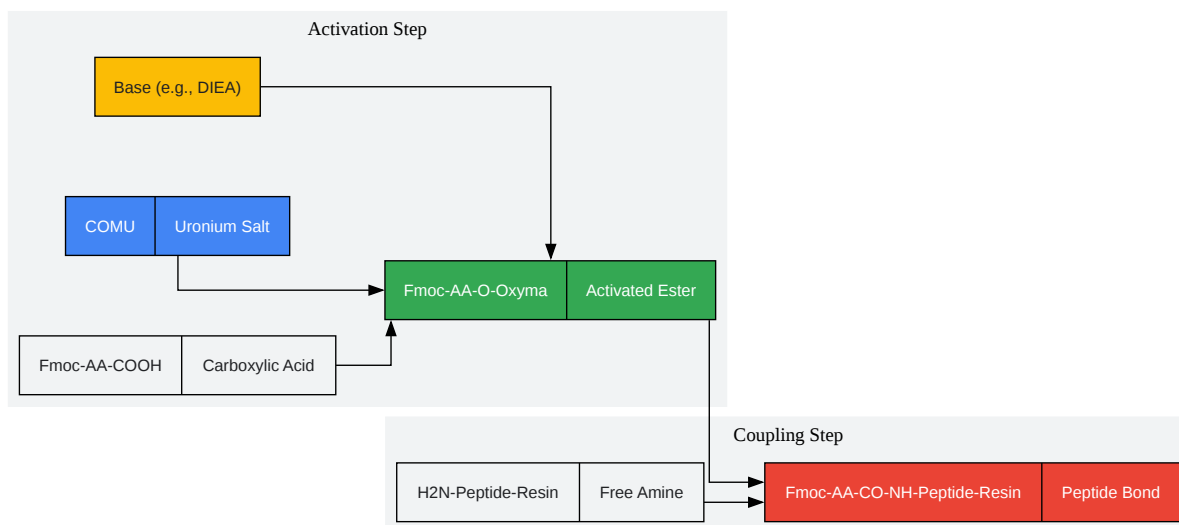 Activation Step
Base (e.g., DIEA)
COMU
Uronium Salt
Fmoc-AA-O-Oxyma
Activated Ester
Fmoc-AA-COOH
Carboxylic Acid
Coupling Step
H2N-Peptide-Resin
Free Amine
Fmoc-AA-CO-NH-Peptide-Resin
Peptide Bond